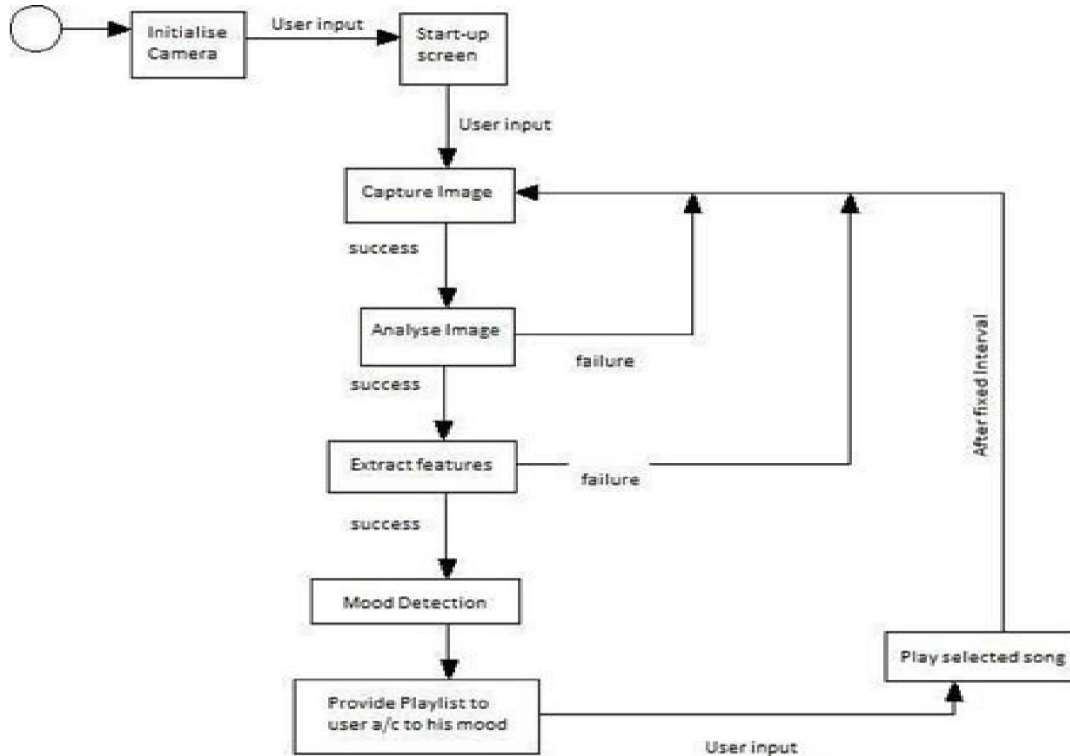 Initialise
Camera
User input
Start-up
screen
User input
Capture Image
success
Analyse Image
failure
success
Extract features
failure
success
Mood Detection
Provide Playlist to
user a/c to his mood
User input
Play selected song
After fixed interval